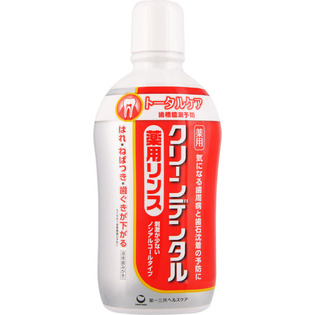 トータルケア
歯槽膿漏予防
薬用
クリーンデンタル
薬用リンス
気になる歯周病と歯石沈着の予防に
はれ・ねばつき・歯ぐきが下がる
刺激が少ない
ノンアルコールタイプ
第一三共ヘルスケア